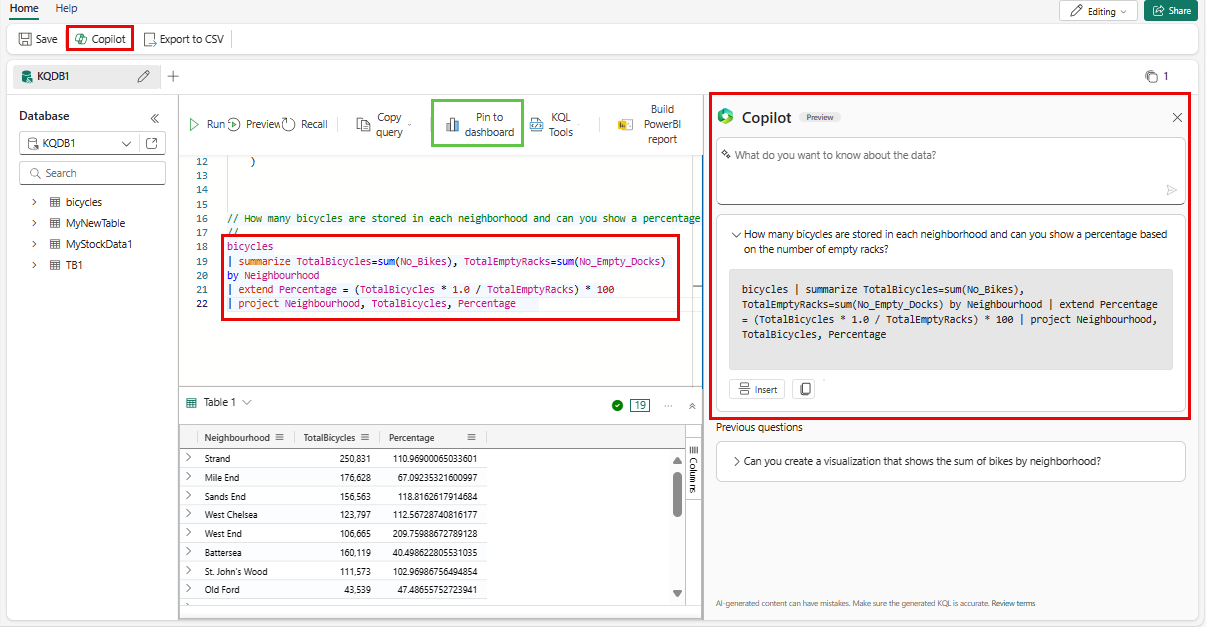 Home Help
Editing
Share
Save
Copilot
Export to CSV
KQDB1
1
Database
KQDB1
Search
bicycles
MyNewTable
MyStockData1
TB1
Run
Preview
Recall
Copy
query
Pin to
dashboard
KQL
Tools
Build
PowerBI
report
12 )
13
14
15
16 // How many bicycles are stored in each neighborhood and can you show a percentage
17 //
18 bicycles
19 | summarize TotalBicycles=sum(No_Bikes), TotalEmptyRacks=sum(No_Empty_Docks)
20 by Neighbourhood
21 | extend Percentage = (TotalBicycles * 1.0 / TotalEmptyRacks) * 100
22 | project Neighbourhood, TotalBicycles, Percentage
Table 1
19
Neighbourhood TotalBicycles Percentage
Strand 250,831 110.96900065033601
Mile End 176,628 67.09235321600997
Sands End 156,563 118.8162617914684
West Chelsea 123,797 112.56728740816177
West End 106,665 209.75988672789128
Battersea 160,119 40.498622805531035
St. John's Wood 111,573 102.96986756494854
Old Ford 43,539 47.48655752723941
Columns
Copilot Preview
What do you want to know about the data?
How many bicycles are stored in each neighborhood and can you show a percentage based
on the number of empty racks?
bicycles | summarize TotalBicycles=sum(No_Bikes),
TotalEmptyRacks=sum(No_Empty_Docks) by Neighbourhood | extend Percentage
= (TotalBicycles * 1.0 / TotalEmptyRacks) * 100 | project Neighbourhood,
TotalBicycles, Percentage
Insert
Previous questions
Can you create a visualization that shows the sum of bikes by neighborhood?
AI-generated content can have mistakes. Make sure the generated KQL is accurate. Review terms